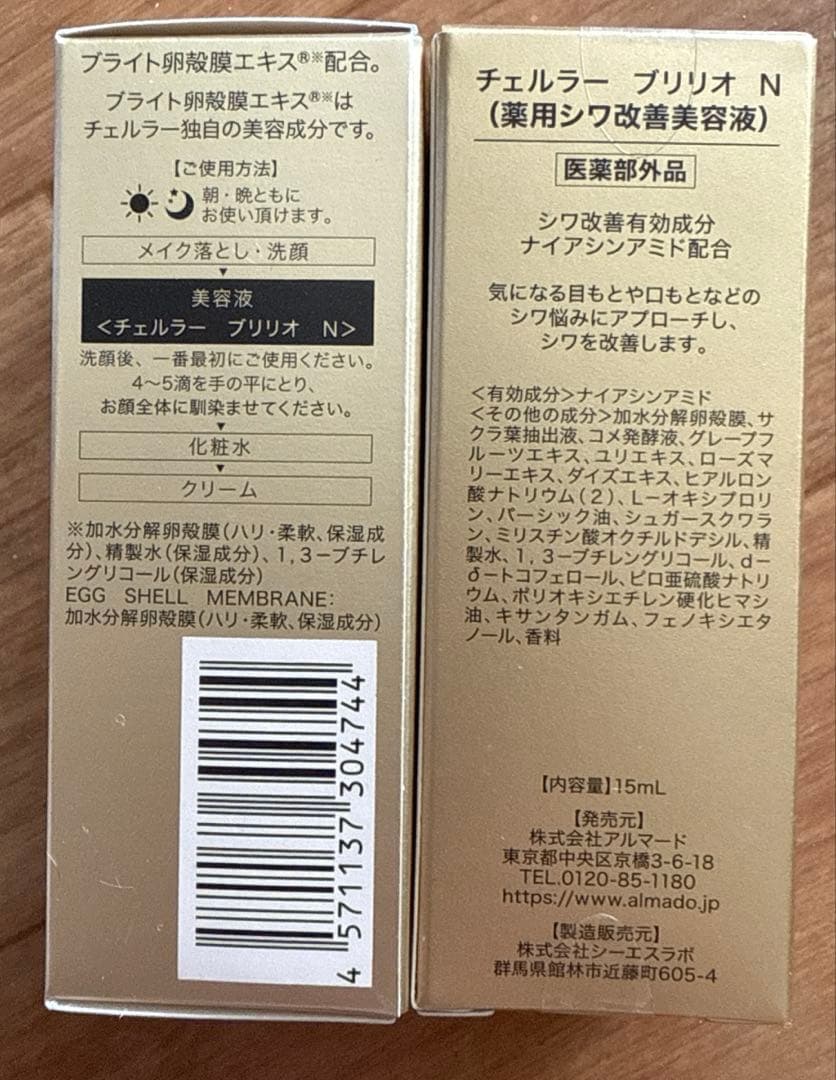 ブライト卵殻膜エキス®※配合。
ブライト卵殻膜エキス®※は
チェルラー独自の美容成分です。
【ご使用方法】
朝・晩ともに
お使い頂けます。
メイク落とし・洗顔
美容液
<チェルラー ブリリオ N>
洗顔後、一番最初にご使用ください。
4〜5滴を手の平にとり、
お顔全体に馴染ませてください。
化粧水
クリーム
※加水分解卵殻膜(ハリ・柔軟、保湿成
分)、精製水(保湿成分)、1,3−ブチレ
ングリコール(保湿成分)
EGG SHELL MEMBRANE:
加水分解卵殻膜(ハリ・柔軟、保湿成分)
4 571137 304744
チェルラー ブリリオ N
(薬用シワ改善美容液)
医薬部外品
シワ改善有効成分
ナイアシンアミド配合
気になる目もとや口もとなどの
シワ悩みにアプローチし、
シワを改善します。
<有効成分>ナイアシンアミド
<その他の成分>加水分解卵殻膜、サ
クラ葉抽出液、コメ発酵液、グレープフ
ルーツエキス、ユリエキス、ローズマ
リーエキス、ダイズエキス、ヒアルロン
酸ナトリウム(2)、L−オキシプロリ
ン、パーシック油、シュガースクワラ
ン、ミリスチン酸オクチルドデシル、精
製水、1,3−ブチレングリコール、d−
δ−トコフェロール、ピロ亜硫酸ナトリ
ウム、ポリオキシエチレン硬化ヒマシ
油、キサンタンガム、フェノキシエタ
ノール、香料
【内容量】15mL
【発売元】
株式会社アルマード
東京都中央区京橋3-6-18
TEL.0120-85-1180
https://www.almado.jp
【製造販売元】
株式会社シーエスラボ
群馬県館林市近藤町605-4